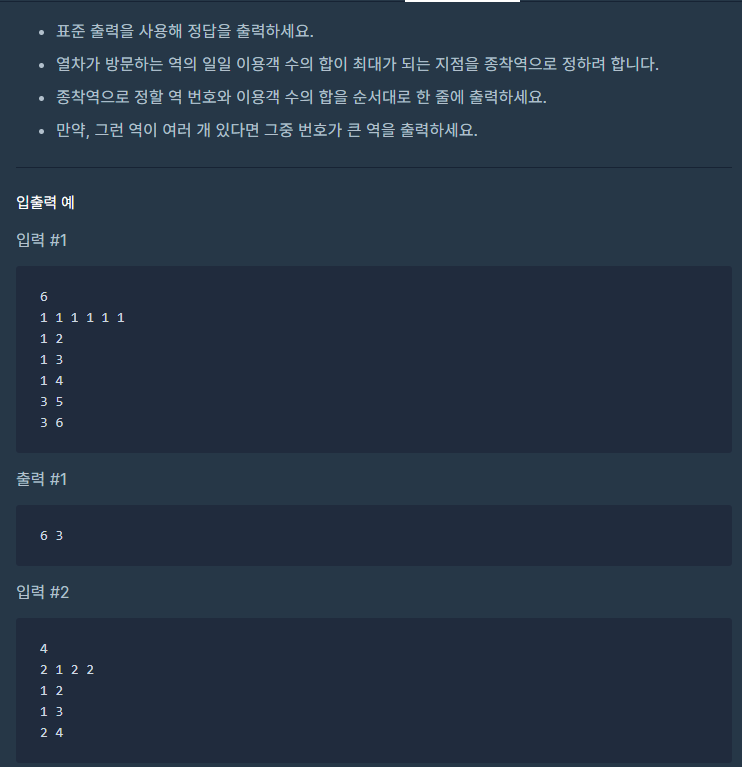 표준 출력을 사용해 정답을 출력하세요.
열차가 방문하는 역의 일일 이용객 수의 합이 최대가 되는 지점을 종착역으로 정하려 합니다.
종착역으로 정할 역 번호와 이용객 수의 합을 순서대로 한 줄에 출력하세요.
만약, 그런 역이 여러 개 있다면 그중 번호가 큰 역을 출력하세요.
입출력 예
입력 #1
6
1 1 1 1 1 1
1 2
1 3
1 4
3 5
3 6
출력 #1
6 3
입력 #2
4
2 1 2 2
1 2
1 3
2 4